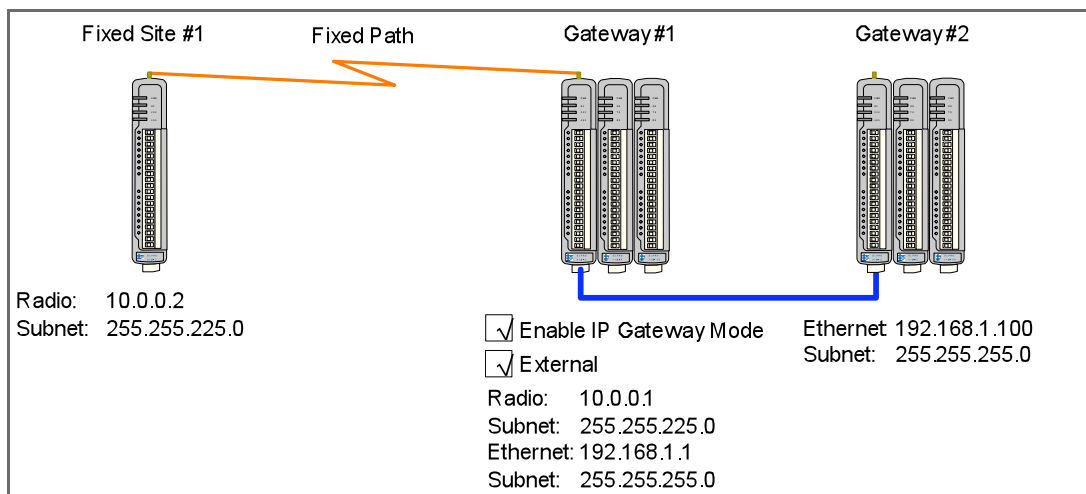 Fixed Site #1
Fixed Path
Gateway #1
Gateway #2
Radio: 10.0.0.2
Subnet: 255.255.225.0
Enable IP Gateway Mode
External
Radio: 10.0.0.1
Subnet: 255.255.225.0
Ethernet: 192.168.1.1
Subnet: 255.255.255.0
Ethernet 192.168.1.100
Subnet: 255.255.255.0